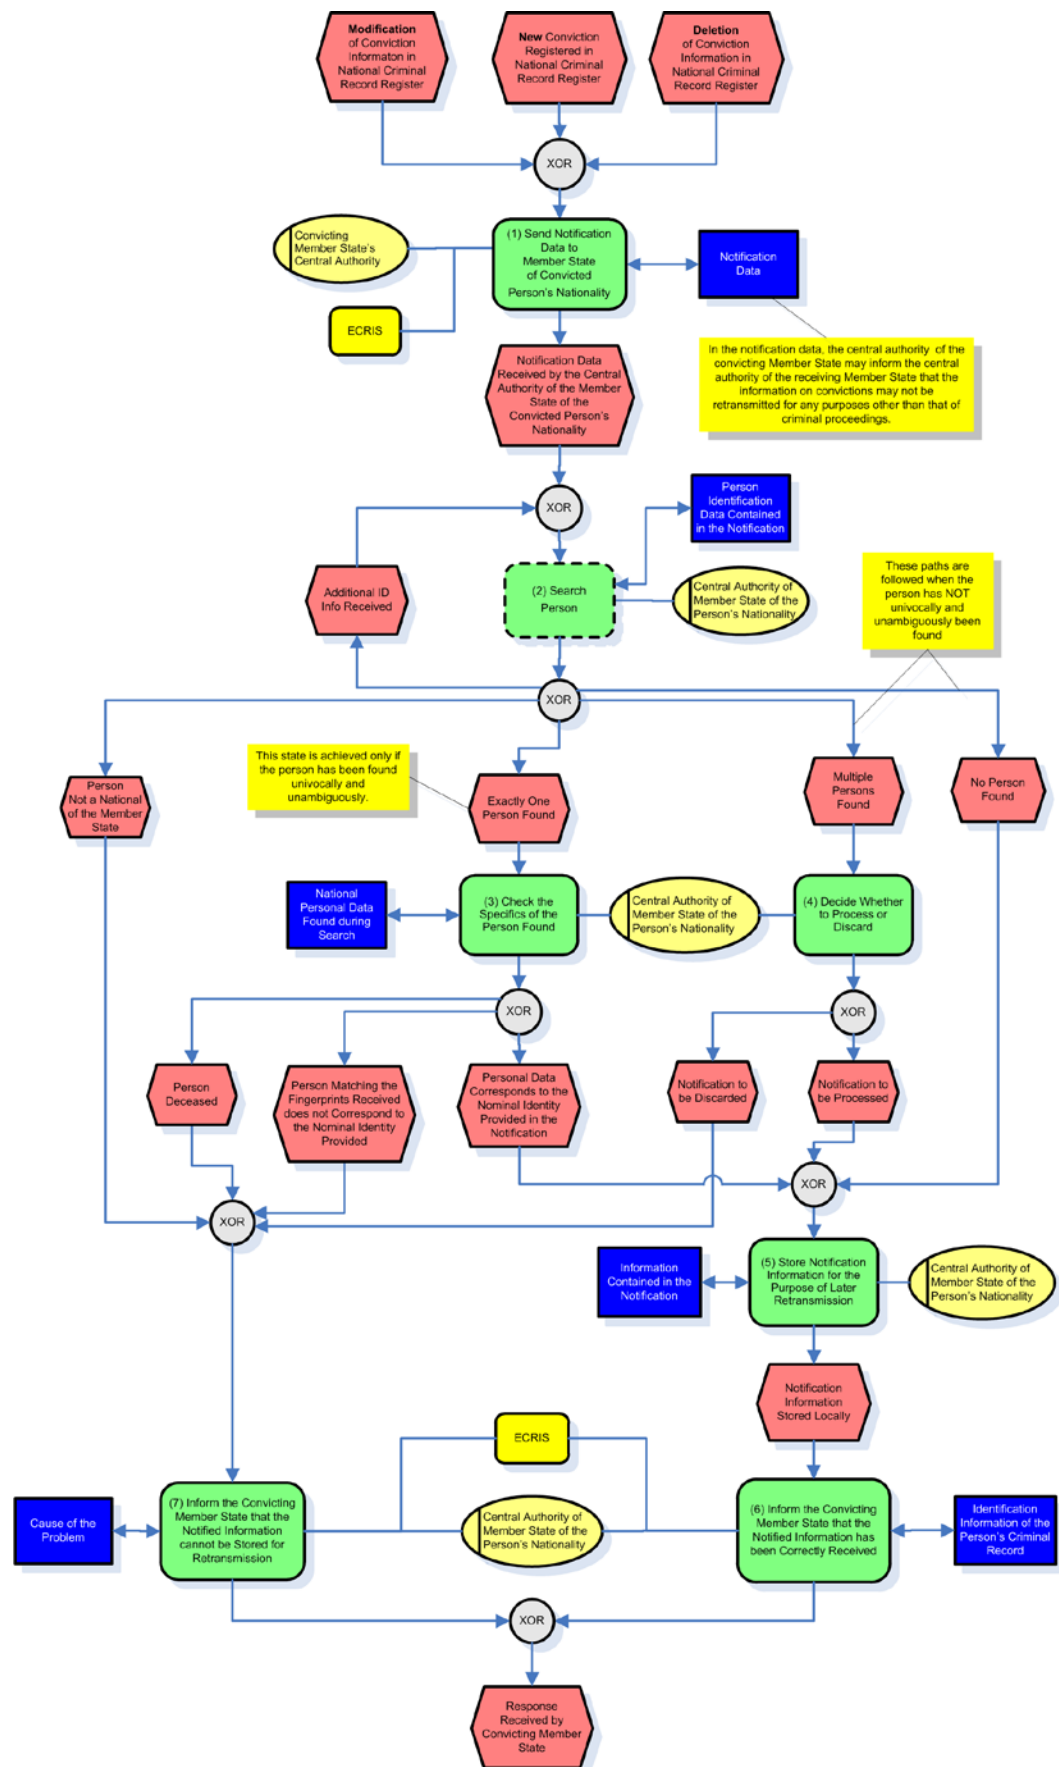 Modification
of Conviction
Informaton in
National Criminal
Record Register
New Conviction
Registered in
National Criminal
Record Register
Deletion
of Conviction
Information in
National Criminal
Record Register
XOR
Convicting
Member State's
Central Authority
(1) Send Notification
Data to
Member State
of Convicted
Person's Nationality
Notification
Data
ECRIS
In the notification data, the central authority of the
convicting Member State may inform the central
authority of the receiving Member State that the
information on convictions may not be
retransmitted for any purposes other than that of
criminal proceedings.
Notification Data
Received by the Central
Authority of the Member
State of the
Convicted Person's
Nationality
XOR
Person
Identification
Data Contained
in the Notification
Additional ID
Info Received
(2) Search
Person
Central Authority of
Member State of the
Person's Nationality
These paths are
followed when the
person has NOT
univocally and
unambiguously been
found
XOR
This state is achieved only if
the person has been found
univocally and
unambiguously.
Person
Not a National
of the Member
State
Exactly One
Person Found
Multiple
Persons
Found
No Person
Found
National
Personal Data
Found during
Search
(3) Check the
Specifics of the
Person Found
Central Authority of
Member State of the
Person's Nationality
(4) Decide Whether
to Process or
Discard
XOR
XOR
Person
Deceased
Person Matching the
Fingerprints Received
does not Correspond to
the Nominal Identity
Provided
Personal Data
Corresponds to the
Nominal Identity
Provided in the
Notification
Notification to
be Discarded
Notification to
be Processed
XOR
XOR
Information
Contained in the
Notification
(5) Store Notification
Information for the
Purpose of Later
Retransmission
Central Authority of
Member State of the
Person's Nationality
Notification
Information
Stored Locally
ECRIS
Cause of the
Problem
(7) Inform the Convicting
Member State that the
Notified Information
cannot be Stored for
Retransmission
Central Authority of
Member State of the
Person's Nationality
(6) Inform the Convicting
Member State that the
Notified Information has
been Correctly Received
Identification
Information of the
Person's Criminal
Record
XOR
Response
Received by
Convicting Member
State